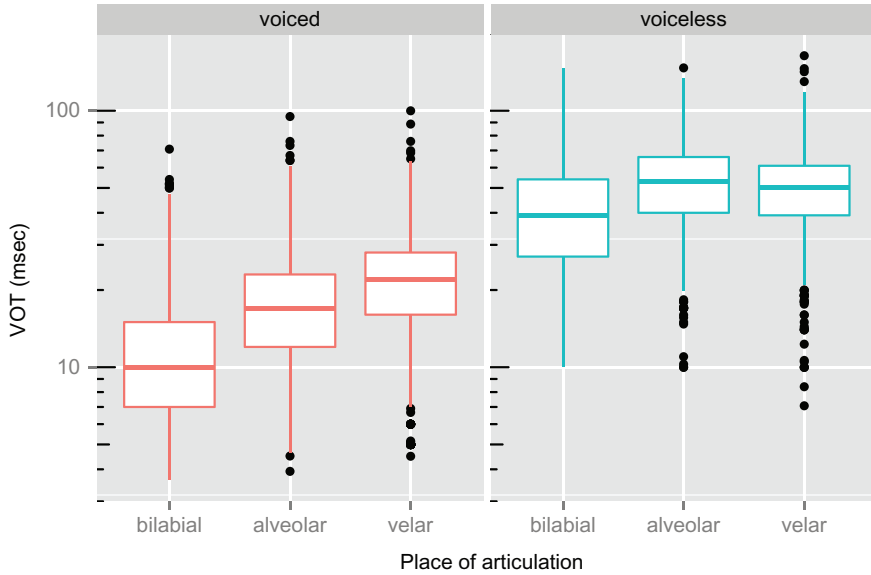 voiced voiceless
100
10
VOT (msec)
bilabial alveolar velar bilabial alveolar velar
Place of articulation